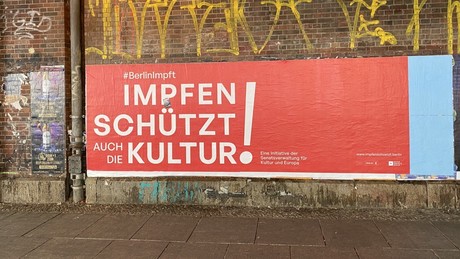 #BerlinImpft
IMPFEN
SCHÜTZT
AUCH DIE KULTUR!
Eine Initiative der
Senatsverwaltung für
Kultur und Europa